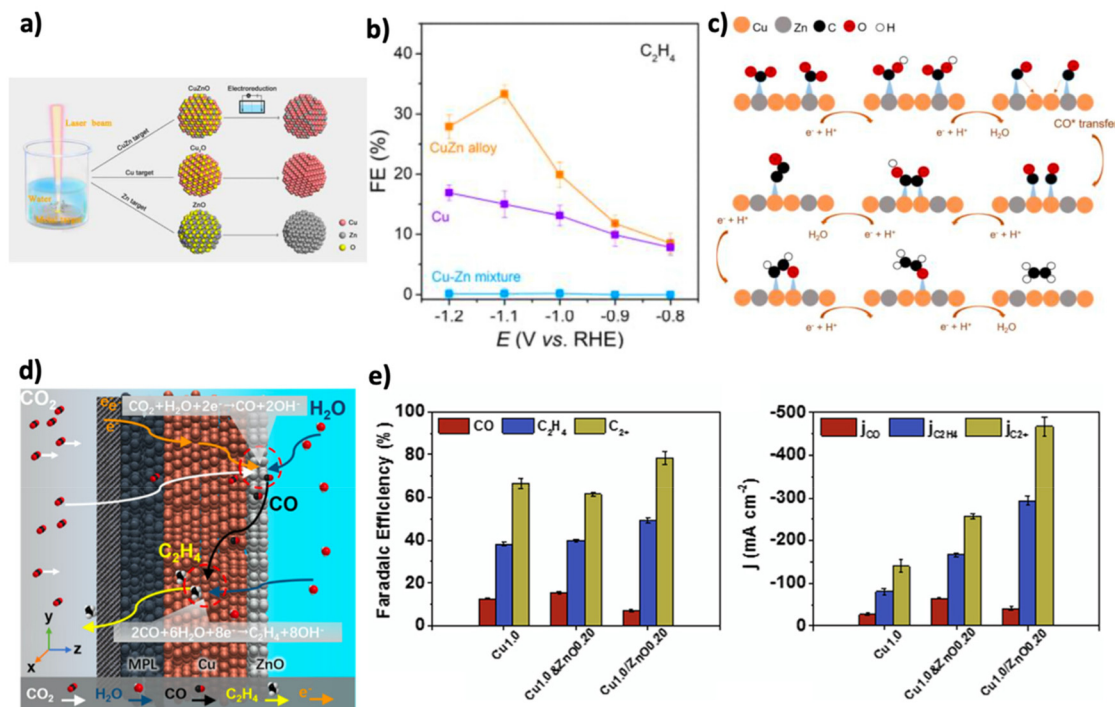 a)
Laser beam
Water
CuZn target
Cu target
Zn target
CuZnO
Cu₂O
ZnO
Electroreduction
Cu
Zn
O
b)
C₂H₄
CuZn alloy
Cu
Cu-Zn mixture
FE (%)
40
30
20
10
0
-1.2 -1.1 -1.0 -0.9 -0.8
E (V vs. RHE)
c)
Cu Zn C O H
e⁻ + H⁺
e⁻ + H⁺
H₂O
CO* transfer
e⁻ + H⁺
H₂O
e⁻ + H⁺
e⁻ + H⁺
e⁻ + H⁺
e⁻ + H⁺
H₂O
d)
CO₂
e⁻
CO₂+H₂O+2e⁻→CO+2OH⁻
H₂O
CO
C₂H₄
2CO+6H₂O+8e⁻→C₂H₄+8OH⁻
y
z
x
MPL Cu ZnO
CO₂ H₂O CO C₂H₄ e⁻
e)
CO C₂H₄ C₂₊
Faradalc Efficiency (%)
100
80
60
40
20
0
Cu1.0
Cu1.0&ZnO0.20
Cu1.0/ZnO0.20
jCO jC2H4 jC2+
J (mA cm⁻²)
-500
-400
-300
-200
-100
0
Cu1.0
Cu1.0&ZnO0.20
Cu1.0/ZnO0.20